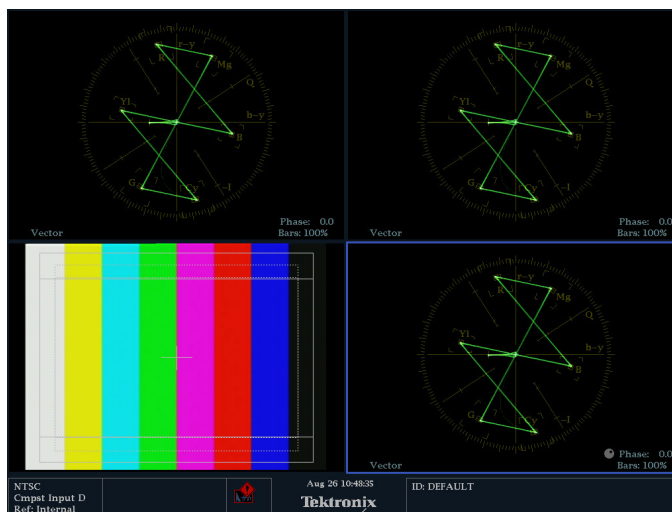 r-y
R
Mg
Q
Yl
b-y
B
G
Cy
-I
Vector
Phase: 0.0
Bars: 100%
r-y
R
Mg
Q
Yl
b-y
B
G
Cy
-I
Vector
Phase: 0.0
Bars: 100%
r-y
R
Mg
Q
Yl
b-y
B
G
Cy
-I
Vector
Phase: 0.0
Bars: 100%
NTSC
Cmpst Input D
Ref: Internal
Aug 26 10:48:35
Tektronix
ID: DEFAULT